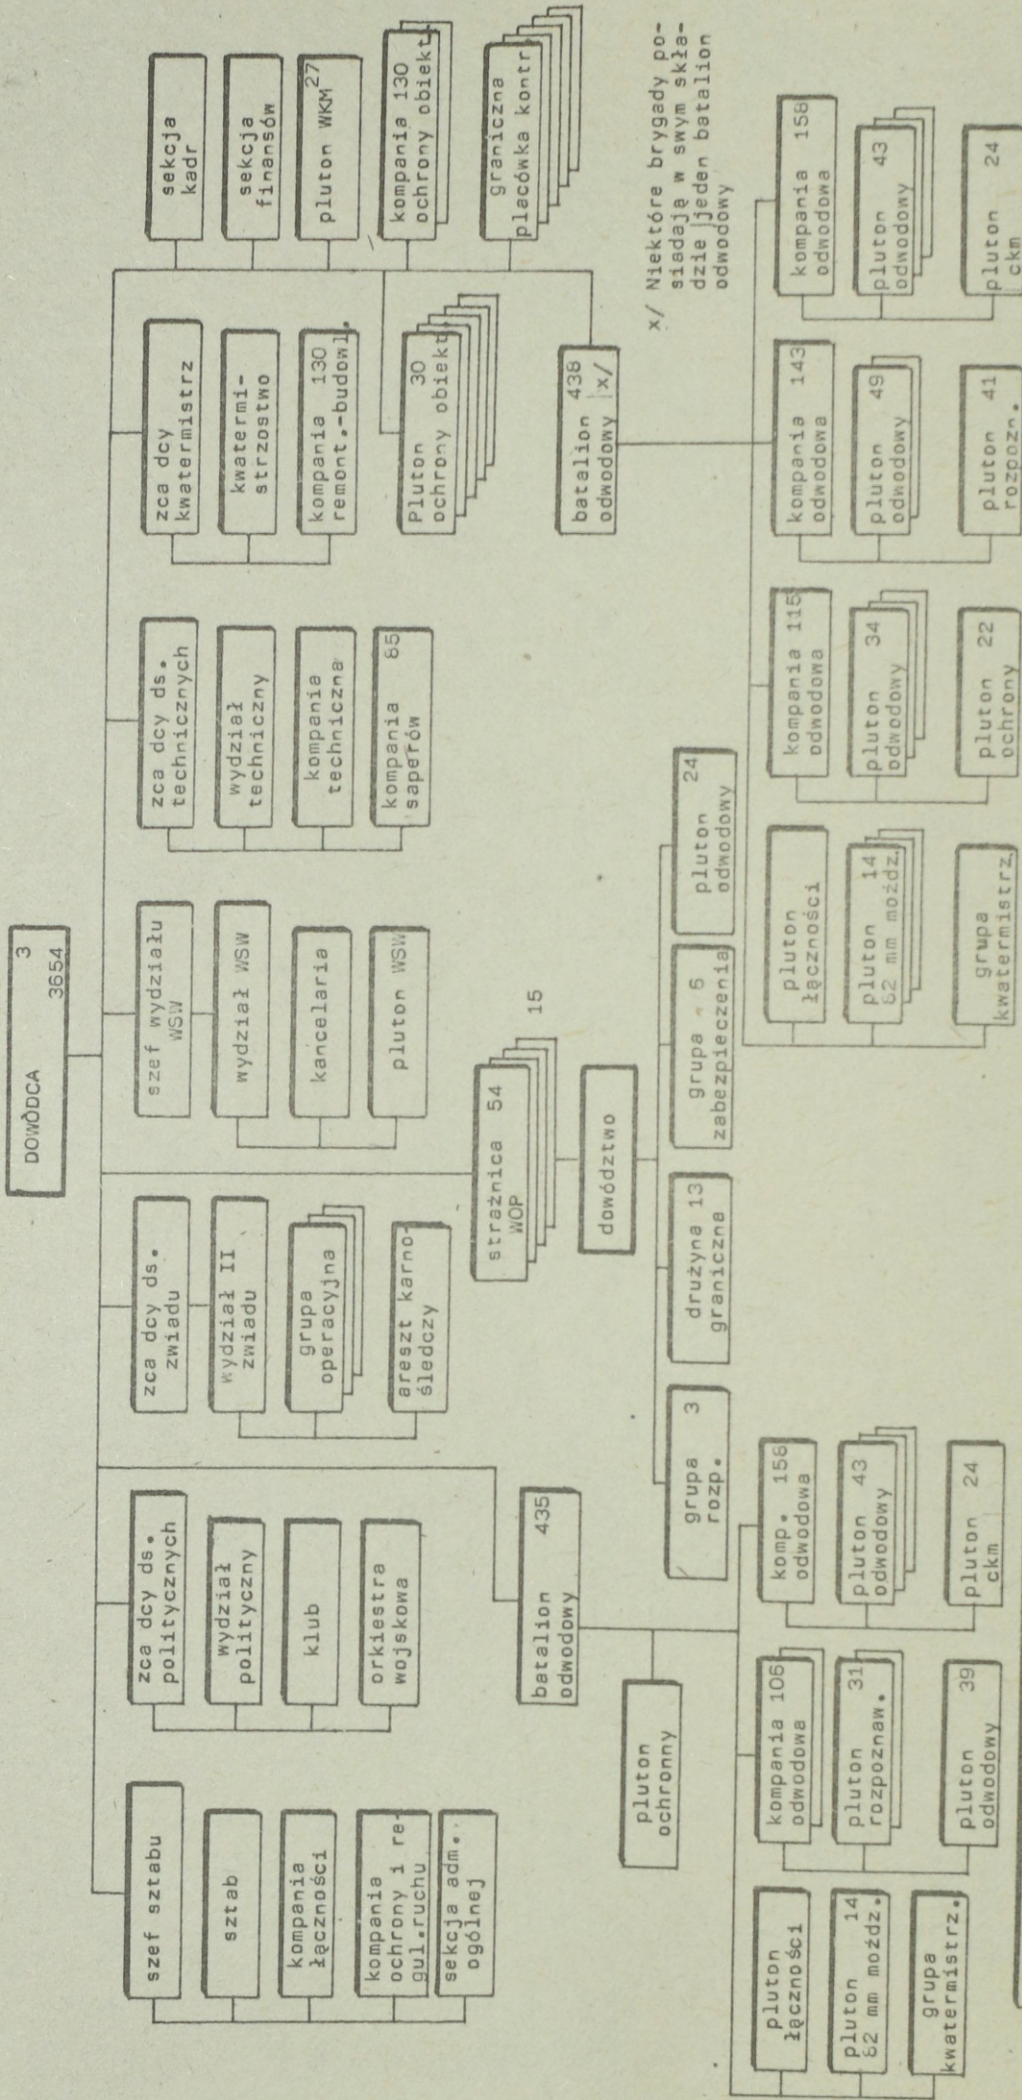 DOWÓDCA 3
3654
szef sztabu
sztab
kompania
łączności
kompania
ochrony i re-
gul.ruchu
sekcja adm.
ogólnej
zca dcy ds.
politycznych
wydział
polityczny
klub
orkiestra
wojskowa
zca dcy ds.
zwiadu
wydział II
zwiadu
grupa
operacyjna
areszt karno-
śledczy
szef wydziału
WSW
wydział WSW
kancelaria
pluton WSW
zca dcy ds.
technicznych
wydział
techniczny
kompania
techniczna
kompania 85
saperów
zca dcy
kwatermistrz
kwatermi-
strzostwo
kompania 130
remont.-budowl.
Pluton 30
ochrony obiekt.
sekcja
kadr
sekcja
finansów
pluton WKM 27
kompania 130
ochrony obiekt.
graniczna
placówka kontr.
batalion 435
odwodowy
strażnica 54
WOP
15
batalion 438
odwodowy x/
x/ Niektóre brygady po-
siadają w swym skła-
dzie jeden batalion
odwodowy
pluton
ochronny
dowództwo
grupa 3
rozp.
drużyna 13
graniczna
grupa 6
zabezpieczenia
pluton 24
odwodowy
pluton
łączności
pluton 14
82 mm moźdz.
grupa
kwatermistrz.
kompania 106
odwodowa
pluton 31
rozpoznaw.
pluton 39
odwodowy
komp. 158
odwodowa
pluton 43
odwodowy
pluton 24
ckm
pluton
łączności
pluton 14
82 mm moźdz.
grupa
kwatermistrz.
kompania 115
odwodowa
pluton 34
odwodowy
pluton 22
ochrony
kompania 143
odwodowa
pluton 49
odwodowy
pluton 41
rozpozn.
kompania 158
odwodowa
pluton 43
odwodowy
pluton 24
ckm